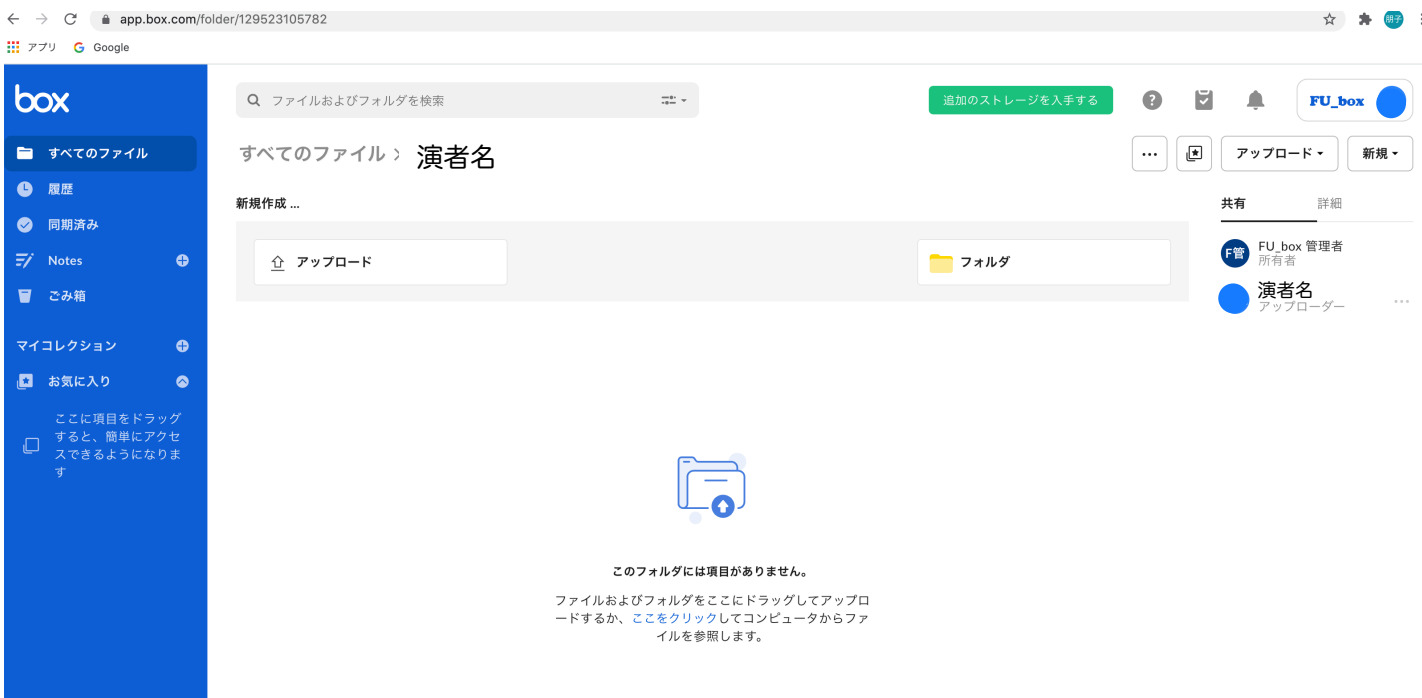 app.box.com/folder/129523105782
朋子
アプリ
Google
box
ファイルおよびフォルダを検索
追加のストレージを入手する
?
FU_box
すべてのファイル
履歴
同期済み
Notes
ごみ箱
マイコレクション
お気に入り
ここに項目をドラッグ
すると、簡単にアクセ
スできるようになりま
す
すべてのファイル › 演者名
アップロード
新規
新規作成 ...
アップロード
フォルダ
共有
詳細
F管
FU_box 管理者
所有者
演者名
アップローダー
このフォルダには項目がありません。
ファイルおよびフォルダをここにドラッグしてアップロ
ードするか、ここをクリックしてコンピュータからファ
イルを参照します。